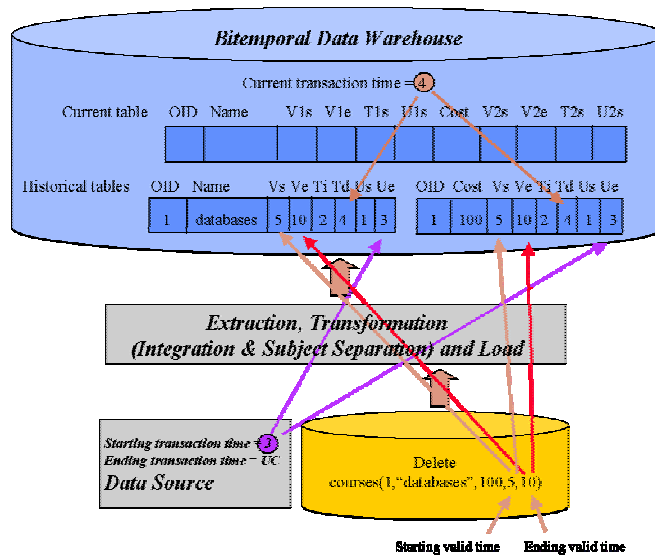 Bitemporal Data Warehouse
Current transaction time = 4
Current table OID Name V1s V1e T1s U1s Cost V2s V2e T2s U2s
Historical tables OID Name Vs Ve Ti Td Us Ue OID Cost Vs Ve Ti Td Us Ue
1 databases 5 10 2 4 1 3 1 100 5 10 2 4 1 3
Extraction, Transformation
(Integration & Subject Separation) and Load
Starting transaction time = 3
Ending transaction time = UC
Data Source
Delete
courses(1,"databases",100,5,10)
Starting valid time Ending valid time